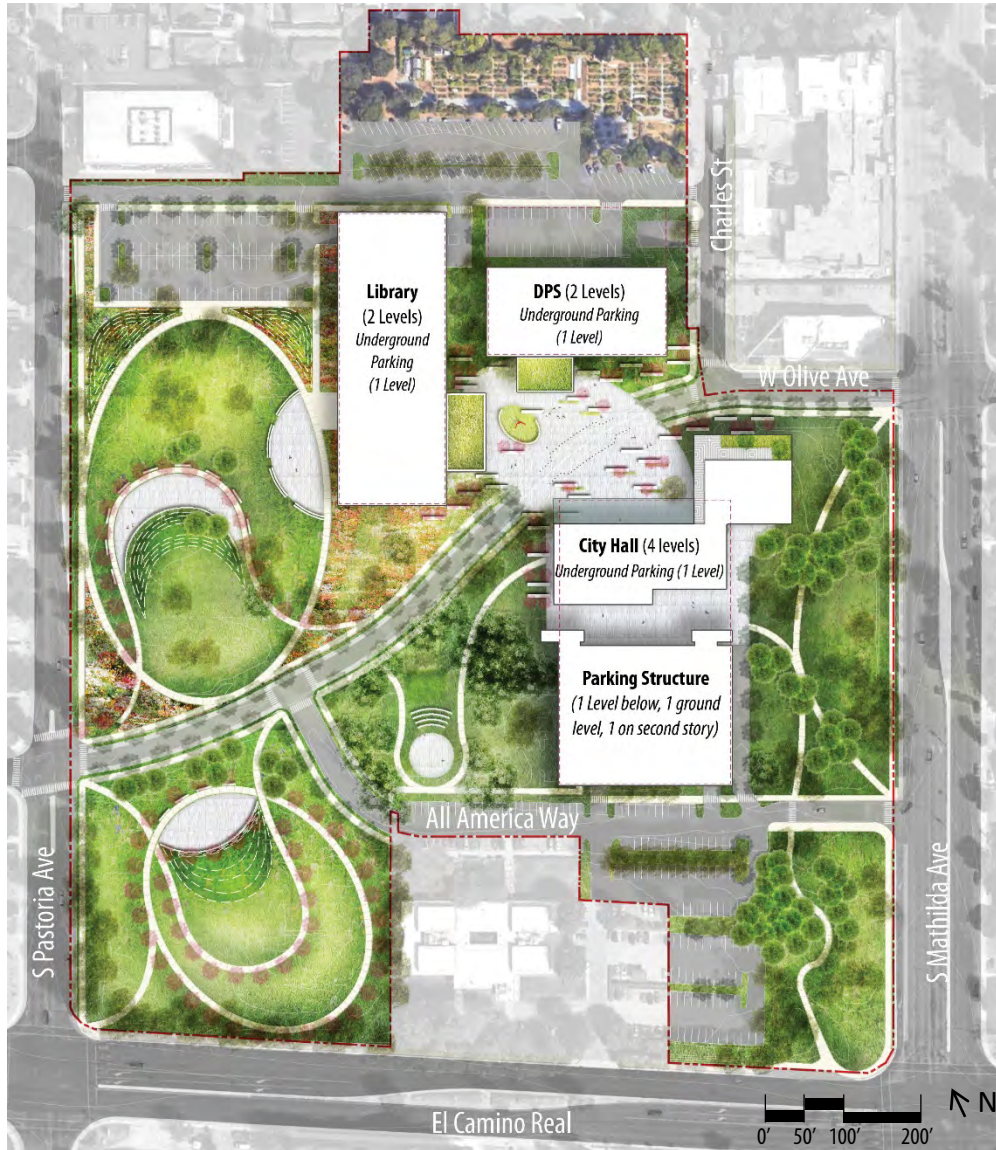 Charles St
Library
(2 Levels)
Underground
Parking
(1 Level)
DPS (2 Levels)
Underground Parking
(1 Level)
W Olive Ave
City Hall (4 levels)
Underground Parking (1 Level)
Parking Structure
(1 Level below, 1 ground
level, 1 on second story)
All America Way
S Pastoria Ave
S Mathilda Ave
El Camino Real
N
0' 50' 100' 200'